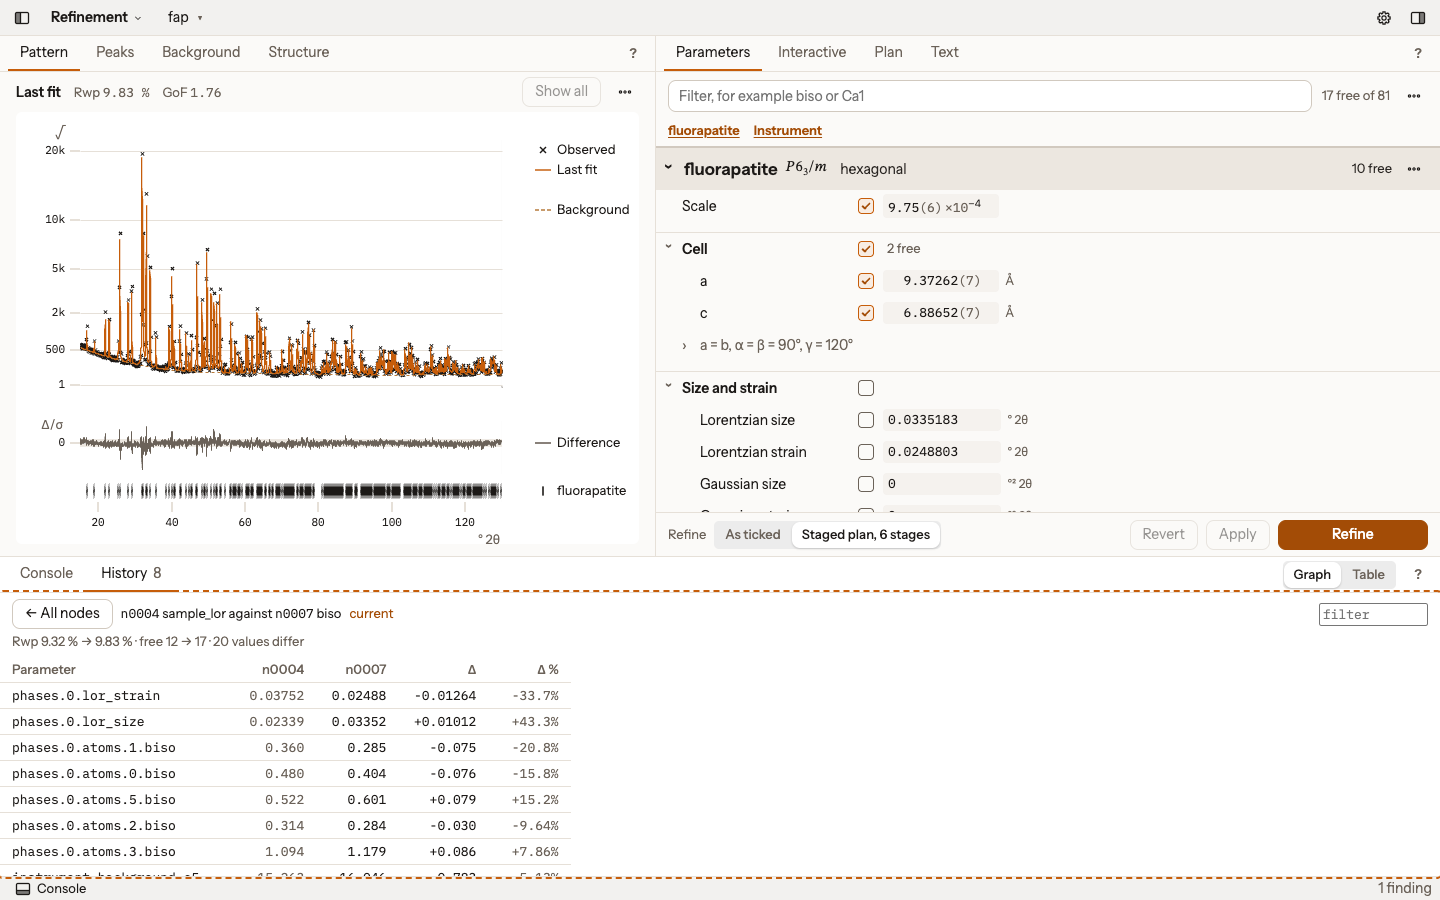 Refinement fap
Pattern Peaks Background Structure ?
Last fit Rwp 9.83 % GoF 1.76 Show all
√
20k
10k
5k
2k
500
1
Δ/σ
0
20 40 60 80 100 120
°2θ
Observed
Last fit
Background
Difference
fluorapatite
Parameters Interactive Plan Text ?
Filter, for example biso or Ca1 17 free of 81
fluorapatite Instrument
fluorapatite P6₃/m hexagonal 10 free
Scale 9.75(6) ×10⁻⁴
Cell 2 free
a 9.37262(7) Å
c 6.88652(7) Å
a = b, α = β = 90°, γ = 120°
Size and strain
Lorentzian size 0.0335183 °2θ
Lorentzian strain 0.0248803 °2θ
Gaussian size 0 °² 2θ
Refine As ticked Staged plan, 6 stages Revert Apply Refine
Console History 8 Graph Table ?
← All nodes n0004 sample_lor against n0007 biso current filter
Rwp 9.32 % → 9.83 % · free 12 → 17 · 20 values differ
Parameter n0004 n0007 Δ Δ %
phases.0.lor_strain 0.03752 0.02488 -0.01264 -33.7%
phases.0.lor_size 0.02339 0.03352 +0.01012 +43.3%
phases.0.atoms.1.biso 0.360 0.285 -0.075 -20.8%
phases.0.atoms.0.biso 0.480 0.404 -0.076 -15.8%
phases.0.atoms.5.biso 0.522 0.601 +0.079 +15.2%
phases.0.atoms.2.biso 0.314 0.284 -0.030 -9.64%
phases.0.atoms.3.biso 1.094 1.179 +0.086 +7.86%
Console 1 finding